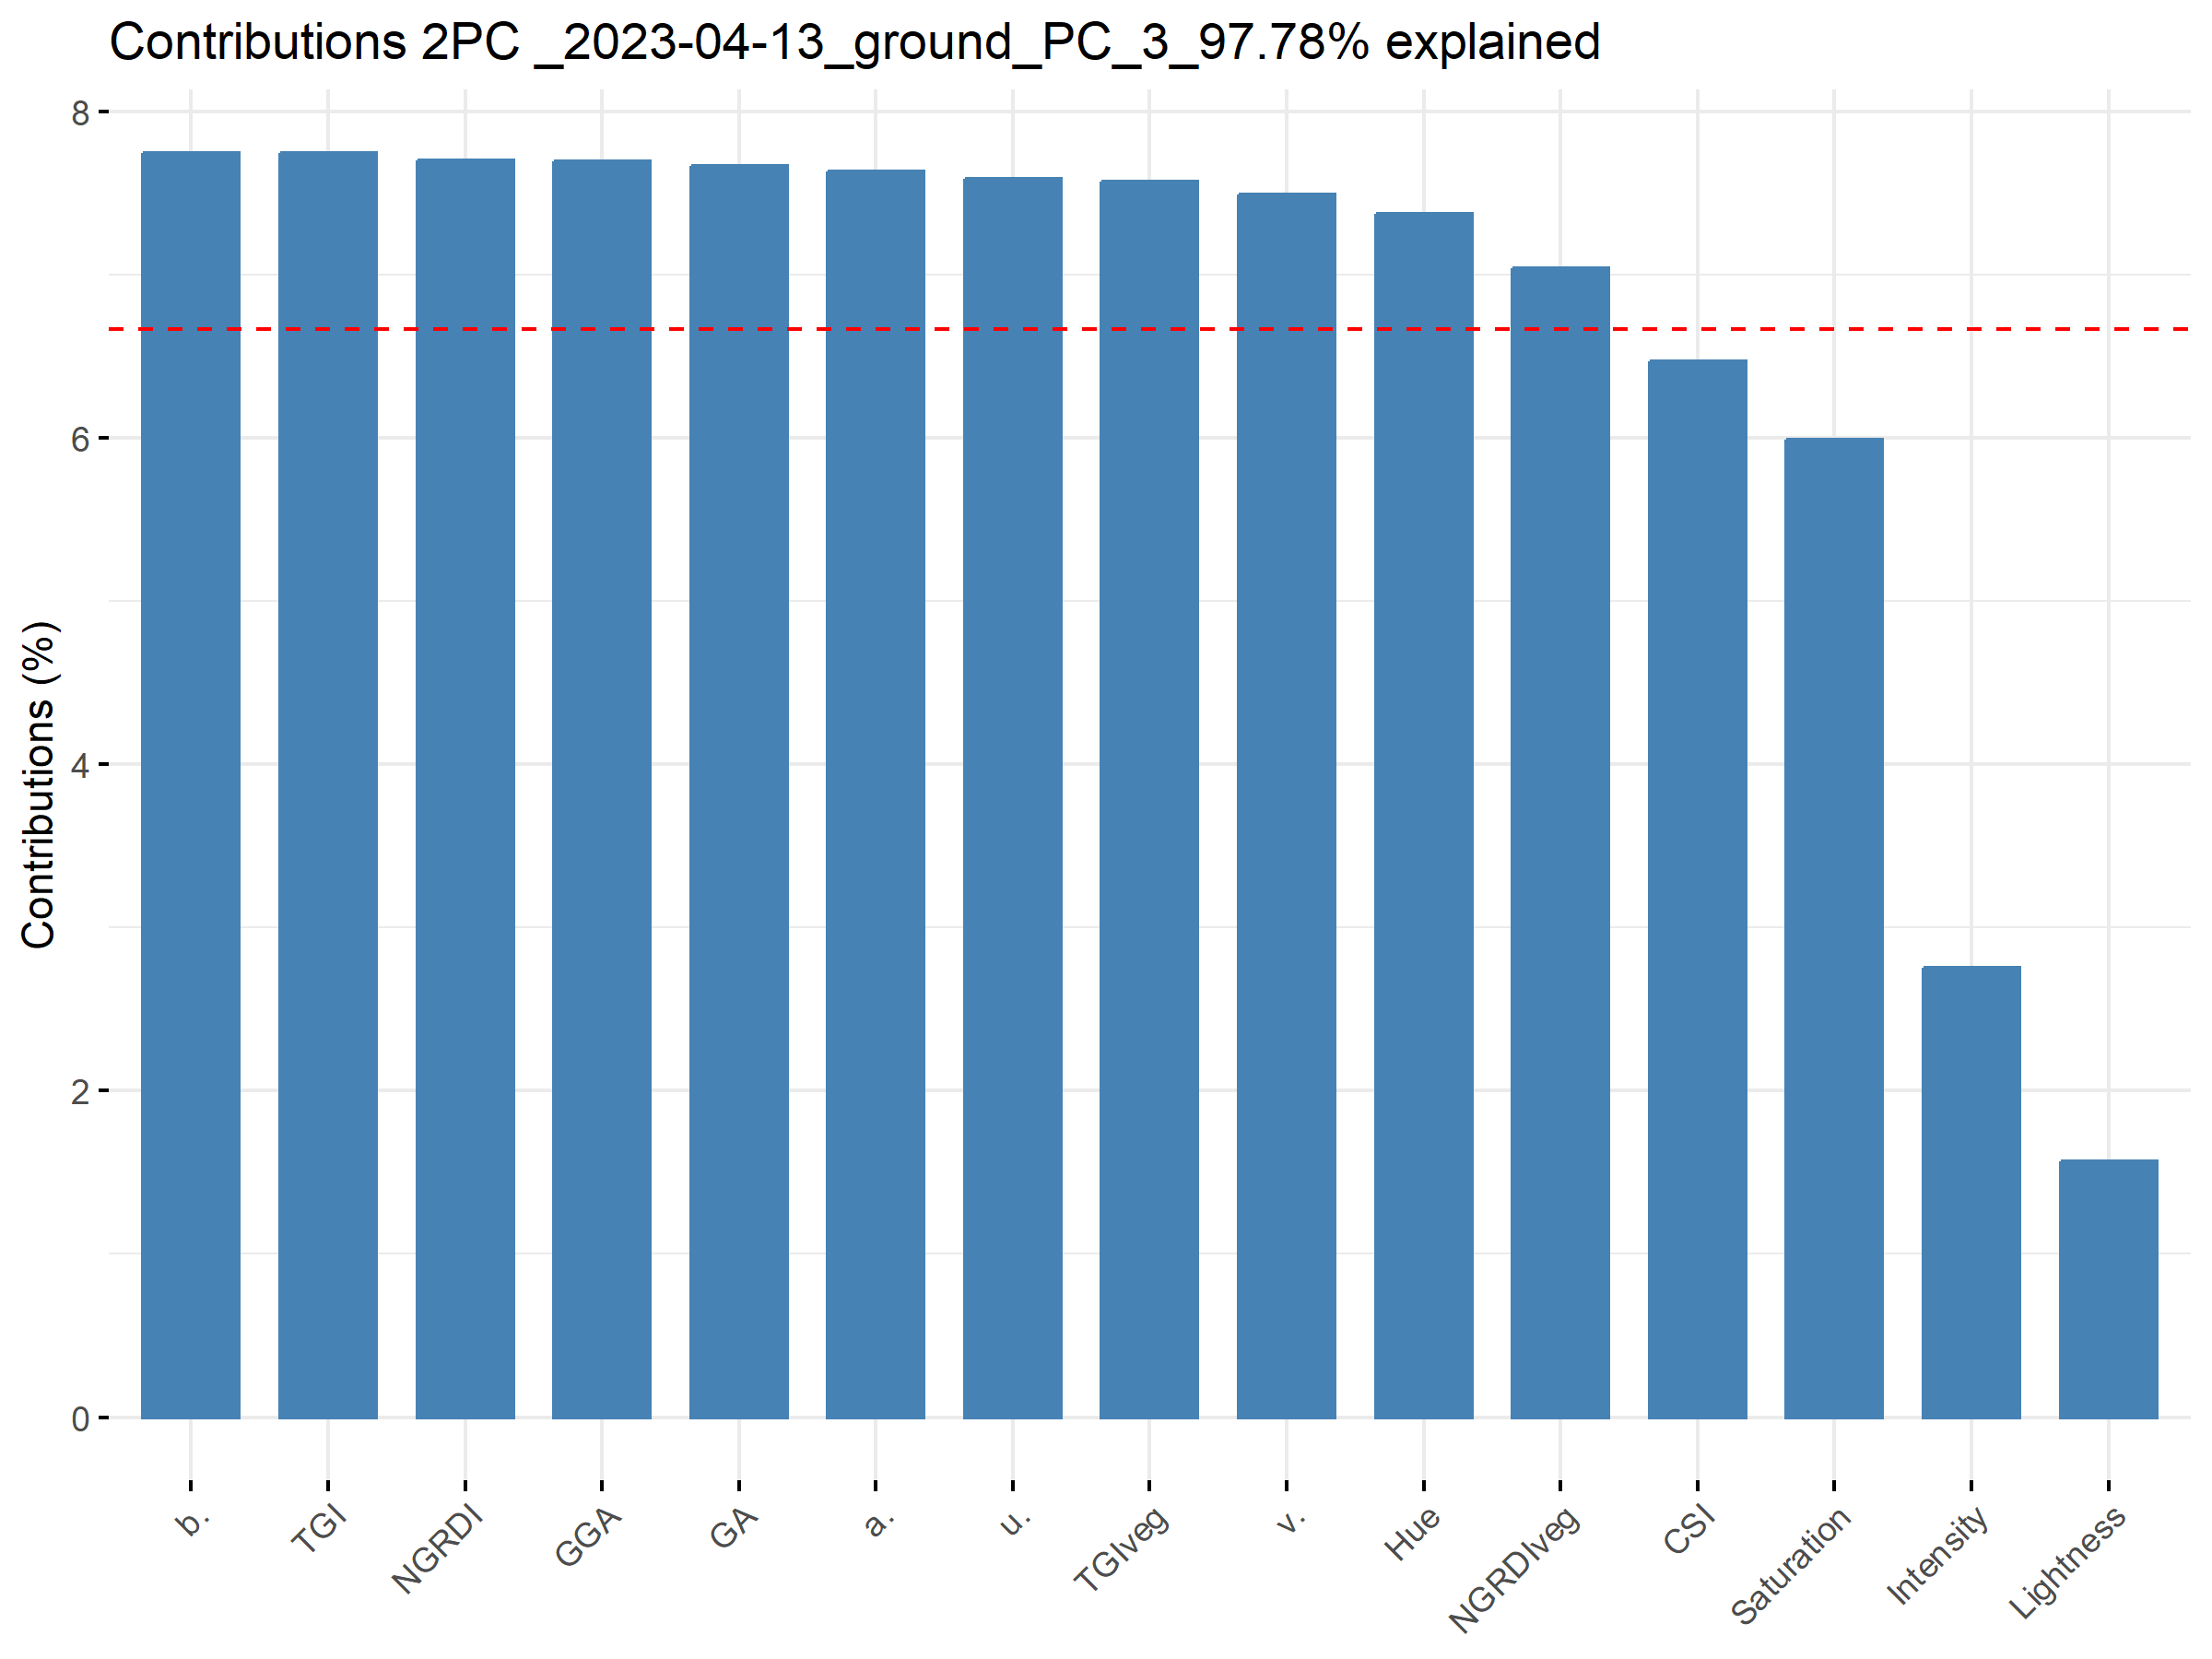 Contributions 2PC _2023-04-13_ground_PC_3_97.78% explained
Contributions (%)
8
6
4
2
0
b.
TGI
NGRDI
GGA
GA
a.
u.
TGIveg
v.
Hue
NGRDIveg
CSI
Saturation
Intensity
Lightness